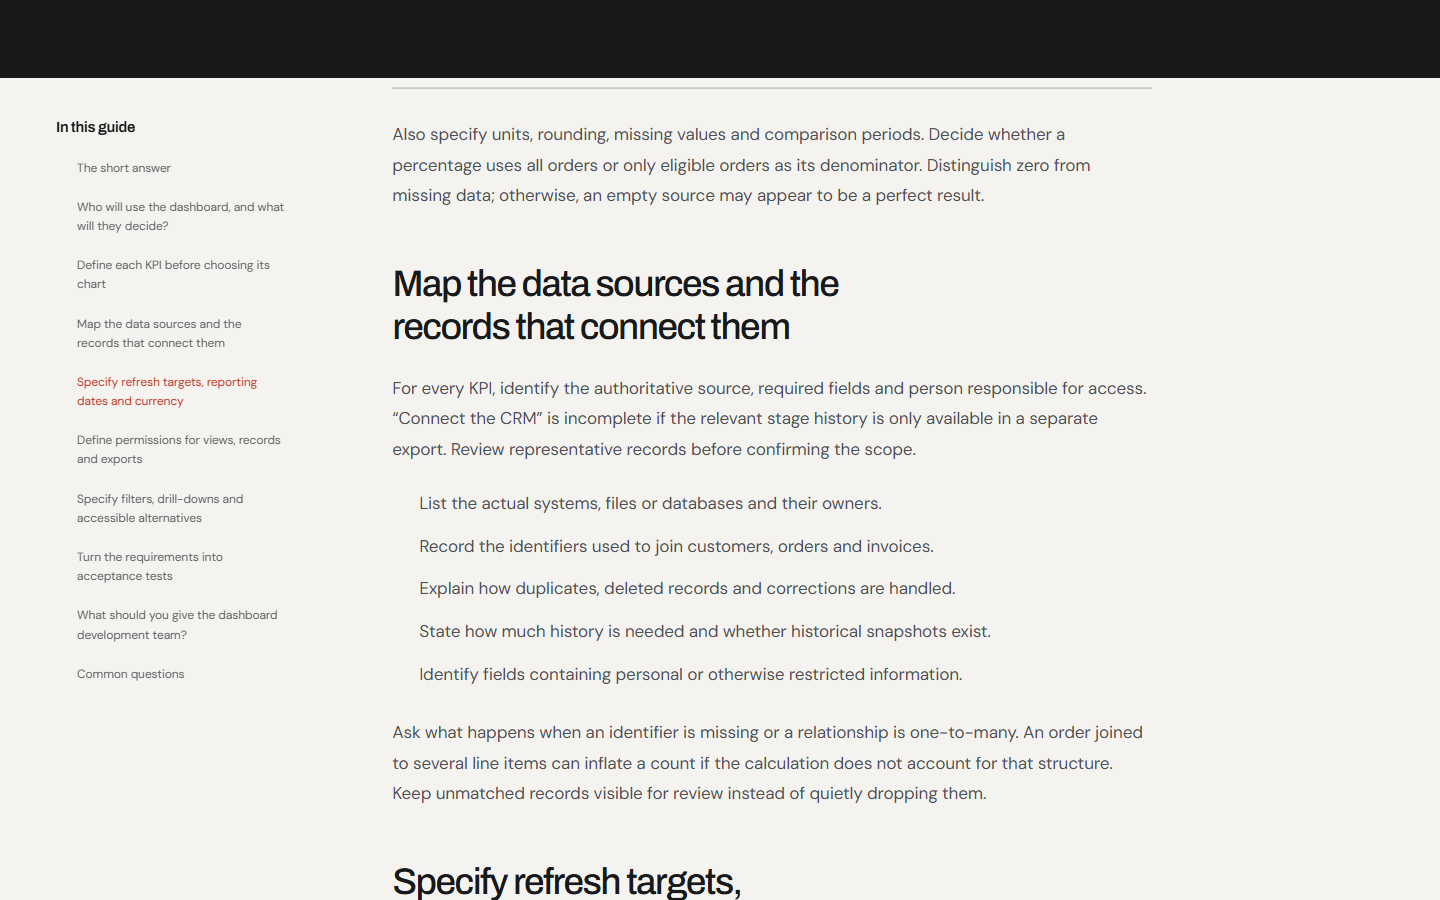 In this guide
The short answer
Who will use the dashboard, and what
will they decide?
Define each KPI before choosing its
chart
Map the data sources and the
records that connect them
Specify refresh targets, reporting
dates and currency
Define permissions for views, records
and exports
Specify filters, drill-downs and
accessible alternatives
Turn the requirements into
acceptance tests
What should you give the dashboard
development team?
Common questions
Also specify units, rounding, missing values and comparison periods. Decide whether a
percentage uses all orders or only eligible orders as its denominator. Distinguish zero from
missing data; otherwise, an empty source may appear to be a perfect result.
Map the data sources and the
records that connect them
For every KPI, identify the authoritative source, required fields and person responsible for access.
“Connect the CRM” is incomplete if the relevant stage history is only available in a separate
export. Review representative records before confirming the scope.
List the actual systems, files or databases and their owners.
Record the identifiers used to join customers, orders and invoices.
Explain how duplicates, deleted records and corrections are handled.
State how much history is needed and whether historical snapshots exist.
Identify fields containing personal or otherwise restricted information.
Ask what happens when an identifier is missing or a relationship is one-to-many. An order joined
to several line items can inflate a count if the calculation does not account for that structure.
Keep unmatched records visible for review instead of quietly dropping them.
Specify refresh targets,